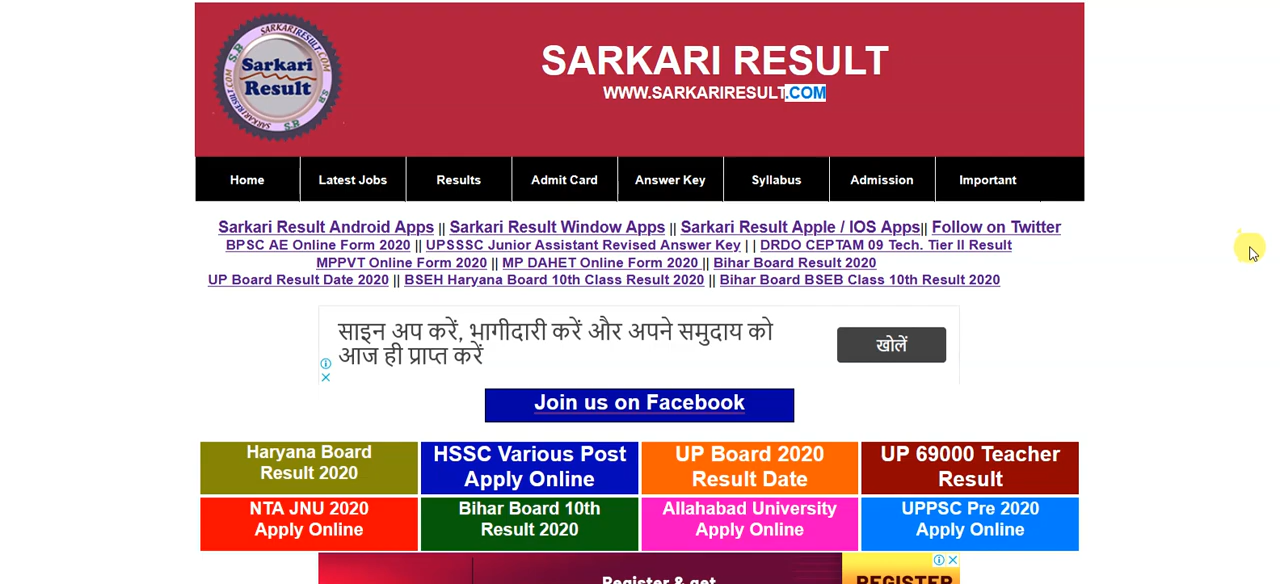 SARKARIRESULT.COM
S.R
Sarkari
Result
SARKARIRESULT.COM
S.R
SARKARI RESULT
WWW.SARKARIRESULT.COM
Home Latest Jobs Results Admit Card Answer Key Syllabus Admission Important
Sarkari Result Android Apps || Sarkari Result Window Apps || Sarkari Result Apple / IOS Apps|| Follow on Twitter
BPSC AE Online Form 2020 || UPSSSC Junior Assistant Revised Answer Key | | DRDO CEPTAM 09 Tech. Tier II Result
MPPVT Online Form 2020 || MP DAHET Online Form 2020 || Bihar Board Result 2020
UP Board Result Date 2020 || BSEH Haryana Board 10th Class Result 2020 || Bihar Board BSEB Class 10th Result 2020
साइन अप करें, भागीदारी करें और अपने समुदाय को
आज ही प्राप्त करें
खोलें
Join us on Facebook
Haryana Board
Result 2020
HSSC Various Post
Apply Online
UP Board 2020
Result Date
UP 69000 Teacher
Result
NTA JNU 2020
Apply Online
Bihar Board 10th
Result 2020
Allahabad University
Apply Online
UPPSC Pre 2020
Apply Online
Register & get
REGISTER